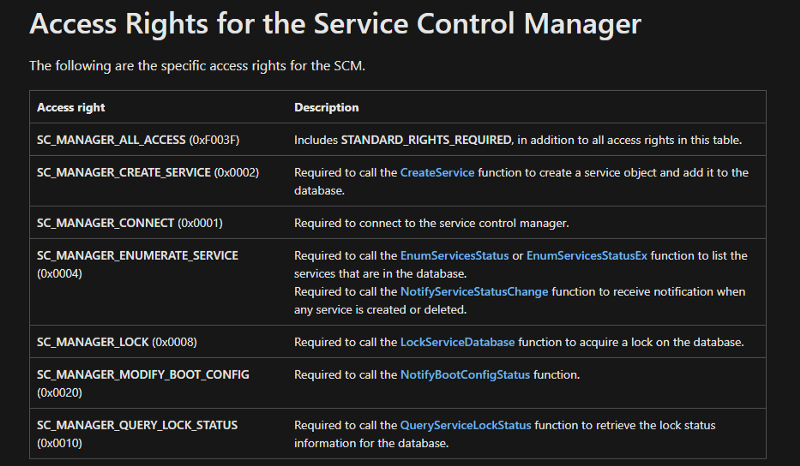 Access Rights for the Service Control Manager
The following are the specific access rights for the SCM.
Access right Description
SC_MANAGER_ALL_ACCESS (0xF003F) Includes STANDARD_RIGHTS_REQUIRED, in addition to all access rights in this table.
SC_MANAGER_CREATE_SERVICE (0x0002) Required to call the CreateService function to create a service object and add it to the
database.
SC_MANAGER_CONNECT (0x0001) Required to connect to the service control manager.
SC_MANAGER_ENUMERATE_SERVICE Required to call the EnumServicesStatus or EnumServicesStatusEx function to list the
(0x0004) services that are in the database.
Required to call the NotifyServiceStatusChange function to receive notification when
any service is created or deleted.
SC_MANAGER_LOCK (0x0008) Required to call the LockServiceDatabase function to acquire a lock on the database.
SC_MANAGER_MODIFY_BOOT_CONFIG Required to call the NotifyBootConfigStatus function.
(0x0020)
SC_MANAGER_QUERY_LOCK_STATUS Required to call the QueryServiceLockStatus function to retrieve the lock status
(0x0010) information for the database.